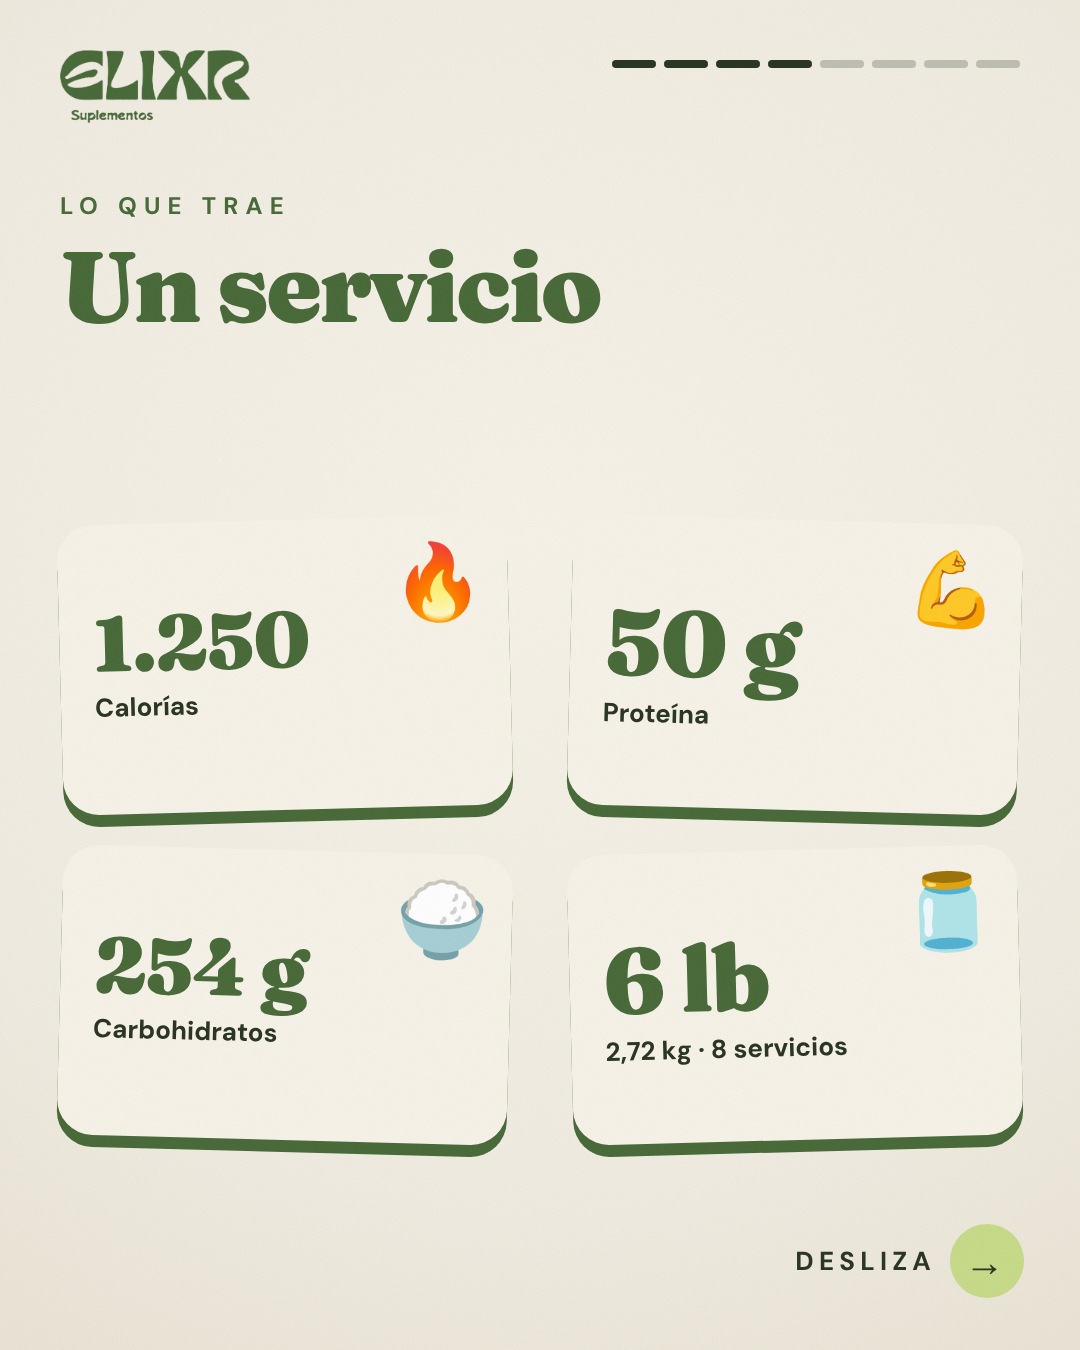 ELIXR
Suplementos
LO QUE TRAE
Un servicio
1.250
Calorías
50 g
Proteína
254 g
Carbohidratos
6 lb
2,72 kg · 8 servicios
DESLIZA →